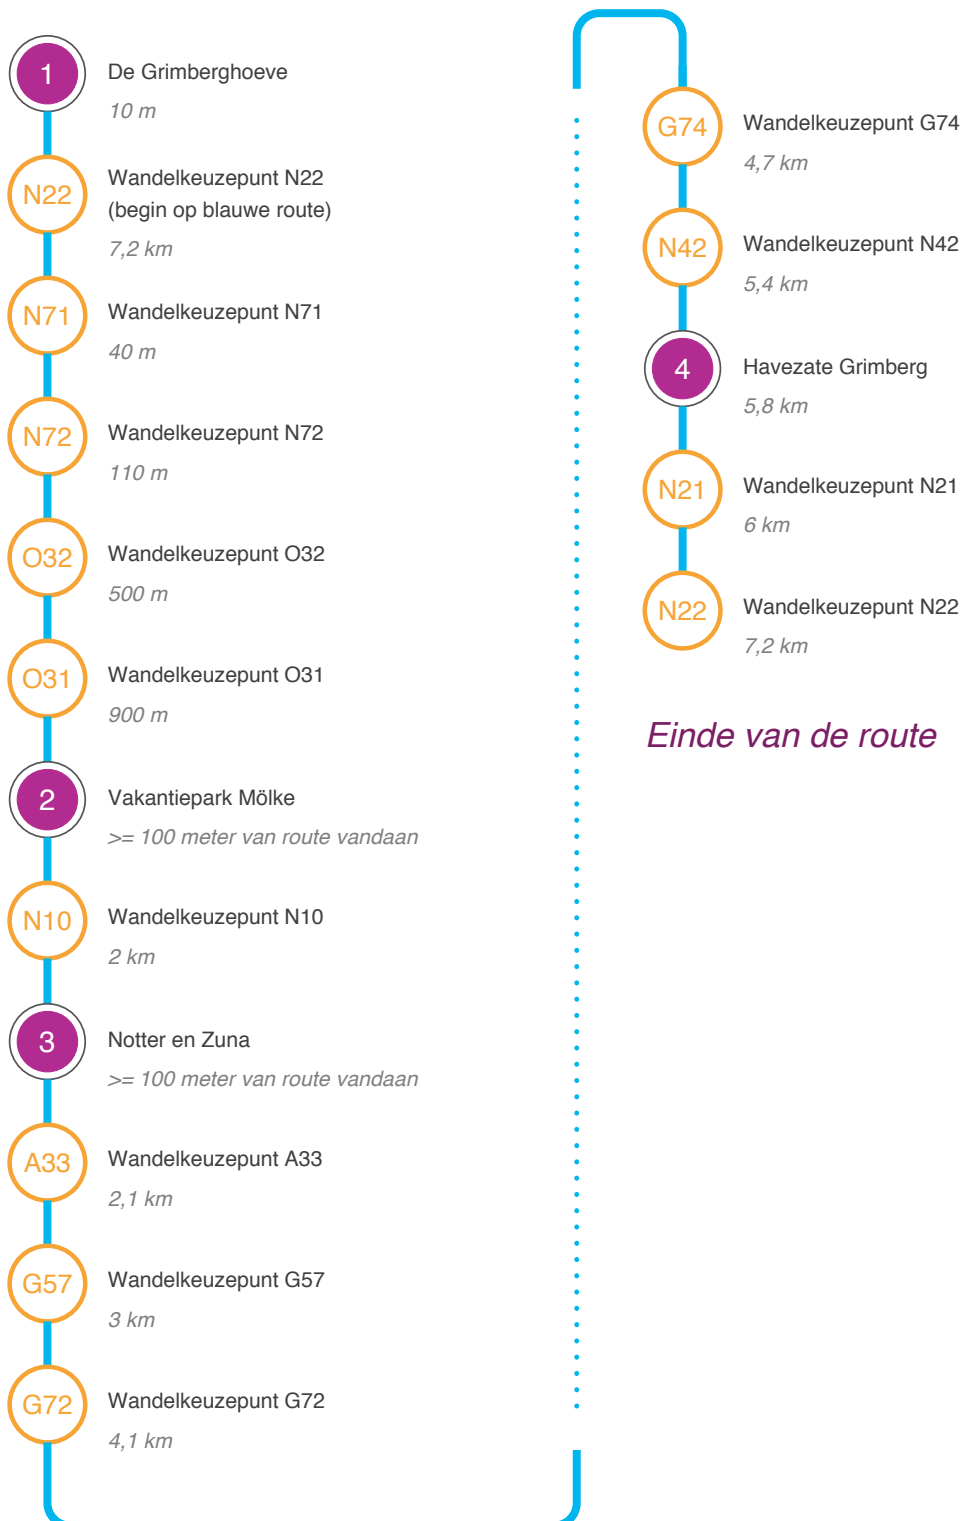 1
De Grimberghoeve
10 m
N22
Wandelkeuzepunt N22
(begin op blauwe route)
7,2 km
N71
Wandelkeuzepunt N71
40 m
N72
Wandelkeuzepunt N72
110 m
O32
Wandelkeuzepunt O32
500 m
O31
Wandelkeuzepunt O31
900 m
2
Vakantiepark Mölke
>= 100 meter van route vandaan
N10
Wandelkeuzepunt N10
2 km
3
Notter en Zuna
>= 100 meter van route vandaan
A33
Wandelkeuzepunt A33
2,1 km
G57
Wandelkeuzepunt G57
3 km
G72
Wandelkeuzepunt G72
4,1 km
G74
Wandelkeuzepunt G74
4,7 km
N42
Wandelkeuzepunt N42
5,4 km
4
Havezate Grimberg
5,8 km
N21
Wandelkeuzepunt N21
6 km
N22
Wandelkeuzepunt N22
7,2 km
Einde van de route